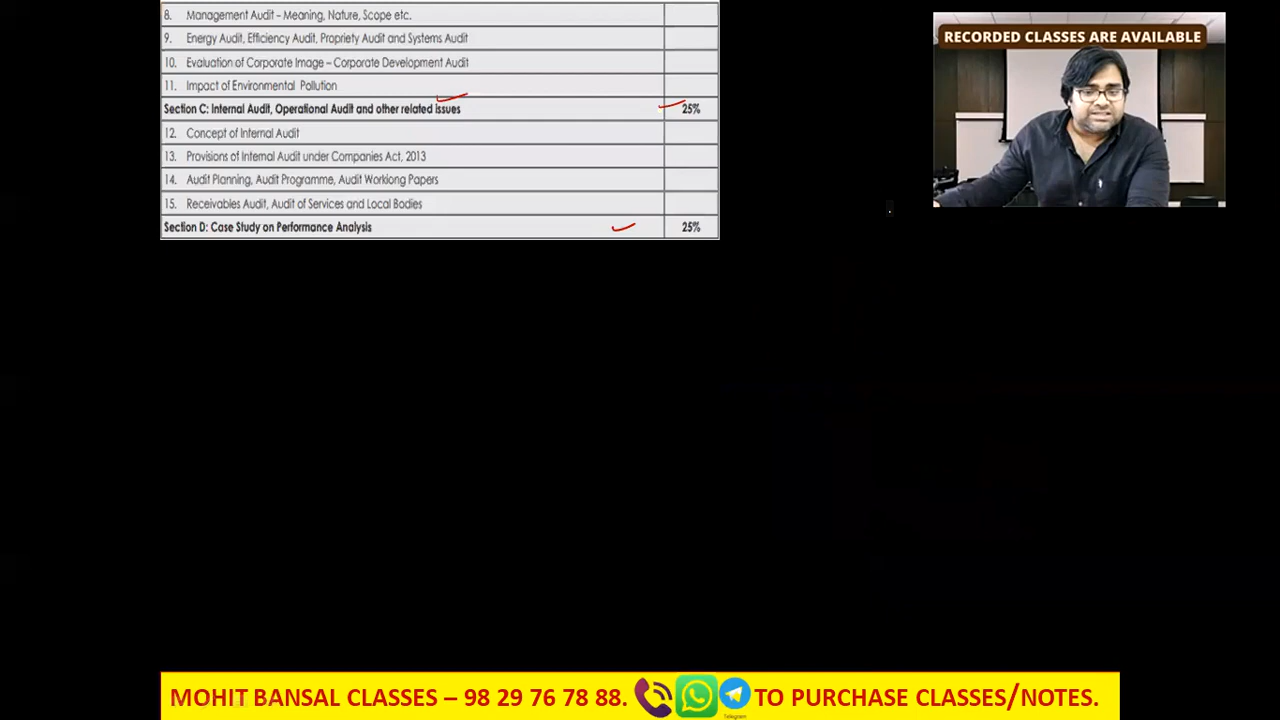 8. Management Audit – Meaning, Nature, Scope etc.
9. Energy Audit, Efficiency Audit, Propriety Audit and Systems Audit
10. Evaluation of Corporate Image – Corporate Development Audit
11. Impact of Environmental Pollution
Section C: Internal Audit, Operational Audit and other related issues 25%
12. Concept of Internal Audit
13. Provisions of Internal Audit under Companies Act, 2013
14. Audit Planning, Audit Programme, Audit Workiong Papers
15. Receivables Audit, Audit of Services and Local Bodies
Section D: Case Study on Performance Analysis 25%
RECORDED CLASSES ARE AVAILABLE
MOHIT BANSAL CLASSES – 98 29 76 78 88. TO PURCHASE CLASSES/NOTES.
Telegram